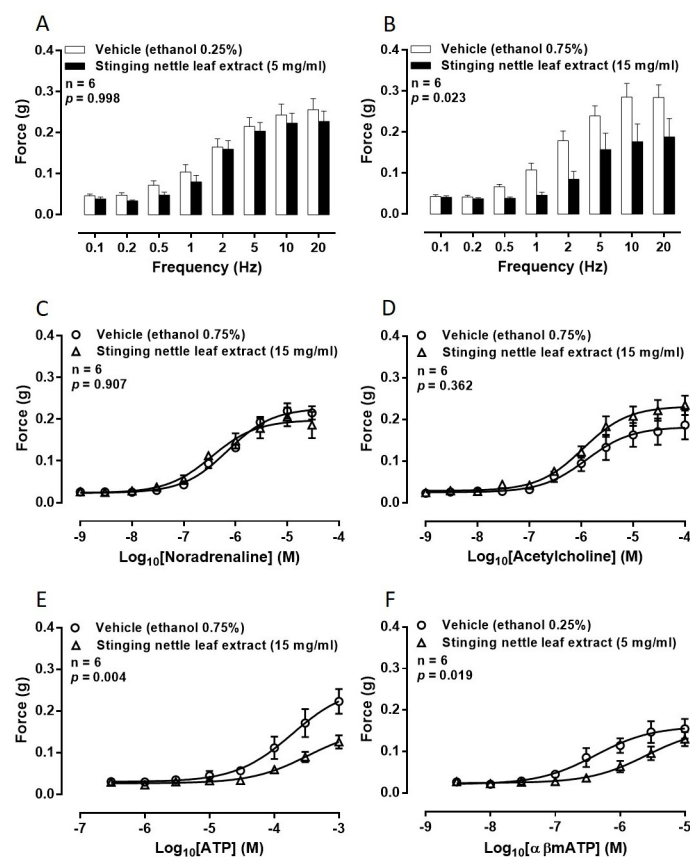 A
Vehicle (ethanol 0.25%)
Stinging nettle leaf extract (5 mg/ml)
n = 6
p = 0.998
Force (g)
0.4
0.3
0.2
0.1
0.0
0.1 0.2 0.5 1 2 5 10 20
Frequency (Hz)
B
Vehicle (ethanol 0.75%)
Stinging nettle leaf extract (15 mg/ml)
n = 6
p = 0.023
Force (g)
0.4
0.3
0.2
0.1
0.0
0.1 0.2 0.5 1 2 5 10 20
Frequency (Hz)
C
Vehicle (ethanol 0.75%)
Stinging nettle leaf extract (15 mg/ml)
n = 6
p = 0.907
Force (g)
0.4
0.3
0.2
0.1
0.0
-9 -8 -7 -6 -5 -4
Log10[Noradrenaline] (M)
D
Vehicle (ethanol 0.75%)
Stinging nettle leaf extract (15 mg/ml)
n = 6
p = 0.362
Force (g)
0.4
0.3
0.2
0.1
0.0
-9 -8 -7 -6 -5 -4
Log10[Acetylcholine] (M)
E
Vehicle (ethanol 0.75%)
Stinging nettle leaf extract (15 mg/ml)
n = 6
p = 0.004
Force (g)
0.4
0.3
0.2
0.1
0.0
-7 -6 -5 -4 -3
Log10[ATP] (M)
F
Vehicle (ethanol 0.25%)
Stinging nettle leaf extract (5 mg/ml)
n = 6
p = 0.019
Force (g)
0.4
0.3
0.2
0.1
0.0
-9 -8 -7 -6 -5
Log10[α βmATP] (M)